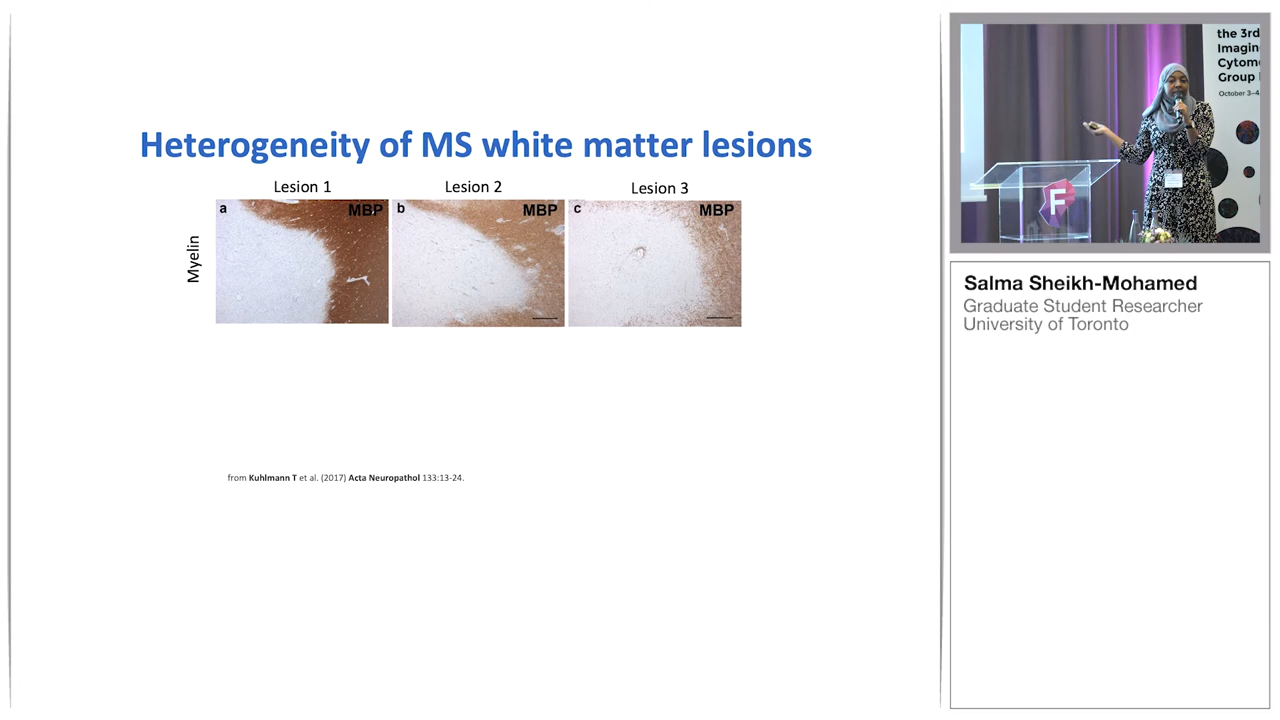 Heterogeneity of MS white matter lesions
Lesion 1
Lesion 2
Lesion 3
Myelin
a
MBP
b
MBP
c
MBP
from Kuhlmann T et al. (2017) Acta Neuropathol 133:13-24.
the 3rd
Imagin
Cytome
Group
October 3–4
F
Salma Sheikh-Mohamed
Graduate Student Researcher
University of Toronto